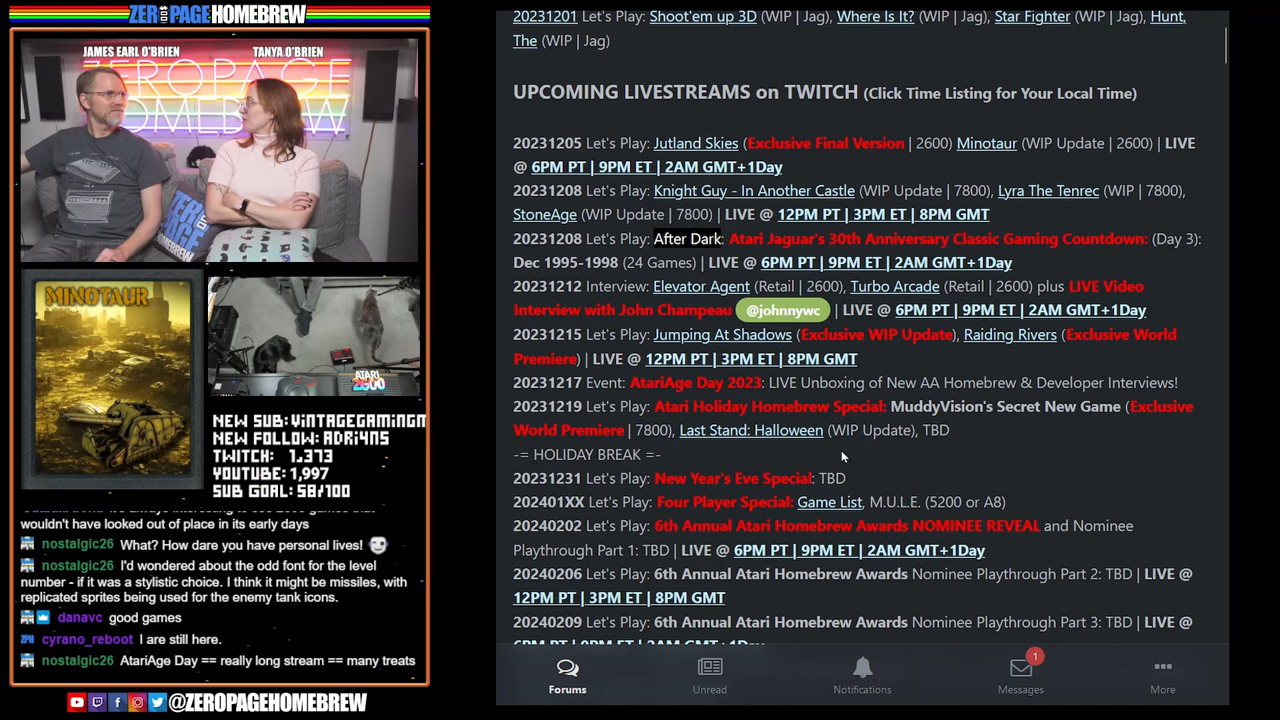 ZEROPAGEHOMEBREW
JAMES EARL O'BRIEN
TANYA O'BRIEN
ZEROPAGE
HOMEBREW
MINOTAUR
ATARI
2600
NEW SUB: VINTAGEGAMINGM
NEW FOLLOW: ADRI4NS
TWITCH: 1,373
YOUTUBE: 1,997
SUB GOAL: 58/100
wouldn't have looked out of place in its early days
nostalgic26 What? How dare you have personal lives!
nostalgic26 I'd wondered about the odd font for the level
number - if it was a stylistic choice. I think it might be missiles, with
replicated sprites being used for the enemy tank icons.
danavc good games
cyrano_reboot I are still here.
nostalgic26 AtariAge Day == really long stream == many treats
@ZEROPAGEHOMEBREW
20231201 Let's Play: Shoot'em up 3D (WIP | Jag), Where Is It? (WIP | Jag), Star Fighter (WIP | Jag), Hunt,
The (WIP | Jag)
UPCOMING LIVESTREAMS on TWITCH (Click Time Listing for Your Local Time)
20231205 Let's Play: Jutland Skies (Exclusive Final Version | 2600) Minotaur (WIP Update | 2600) | LIVE
@ 6PM PT | 9PM ET | 2AM GMT+1Day
20231208 Let's Play: Knight Guy - In Another Castle (WIP Update | 7800), Lyra The Tenrec (WIP | 7800),
StoneAge (WIP Update | 7800) | LIVE @ 12PM PT | 3PM ET | 8PM GMT
20231208 Let's Play: After Dark: Atari Jaguar's 30th Anniversary Classic Gaming Countdown: (Day 3):
Dec 1995-1998 (24 Games) | LIVE @ 6PM PT | 9PM ET | 2AM GMT+1Day
20231212 Interview: Elevator Agent (Retail | 2600), Turbo Arcade (Retail | 2600) plus LIVE Video
Interview with John Champeau @johnnywc | LIVE @ 6PM PT | 9PM ET | 2AM GMT+1Day
20231215 Let's Play: Jumping At Shadows (Exclusive WIP Update), Raiding Rivers (Exclusive World
Premiere) | LIVE @ 12PM PT | 3PM ET | 8PM GMT
20231217 Event: AtariAge Day 2023: LIVE Unboxing of New AA Homebrew & Developer Interviews!
20231219 Let's Play: Atari Holiday Homebrew Special: MuddyVision's Secret New Game (Exclusive
World Premiere | 7800), Last Stand: Halloween (WIP Update), TBD
-= HOLIDAY BREAK =-
20231231 Let's Play: New Year's Eve Special: TBD
202401XX Let's Play: Four Player Special: Game List, M.U.L.E. (5200 or A8)
20240202 Let's Play: 6th Annual Atari Homebrew Awards NOMINEE REVEAL and Nominee
Playthrough Part 1: TBD | LIVE @ 6PM PT | 9PM ET | 2AM GMT+1Day
20240206 Let's Play: 6th Annual Atari Homebrew Awards Nominee Playthrough Part 2: TBD | LIVE @
12PM PT | 3PM ET | 8PM GMT
20240209 Let's Play: 6th Annual Atari Homebrew Awards Nominee Playthrough Part 3: TBD | LIVE @
6PM PT | 9PM ET | 2AM GMT+1Day
1
Forums
Unread
Notifications
Messages
More